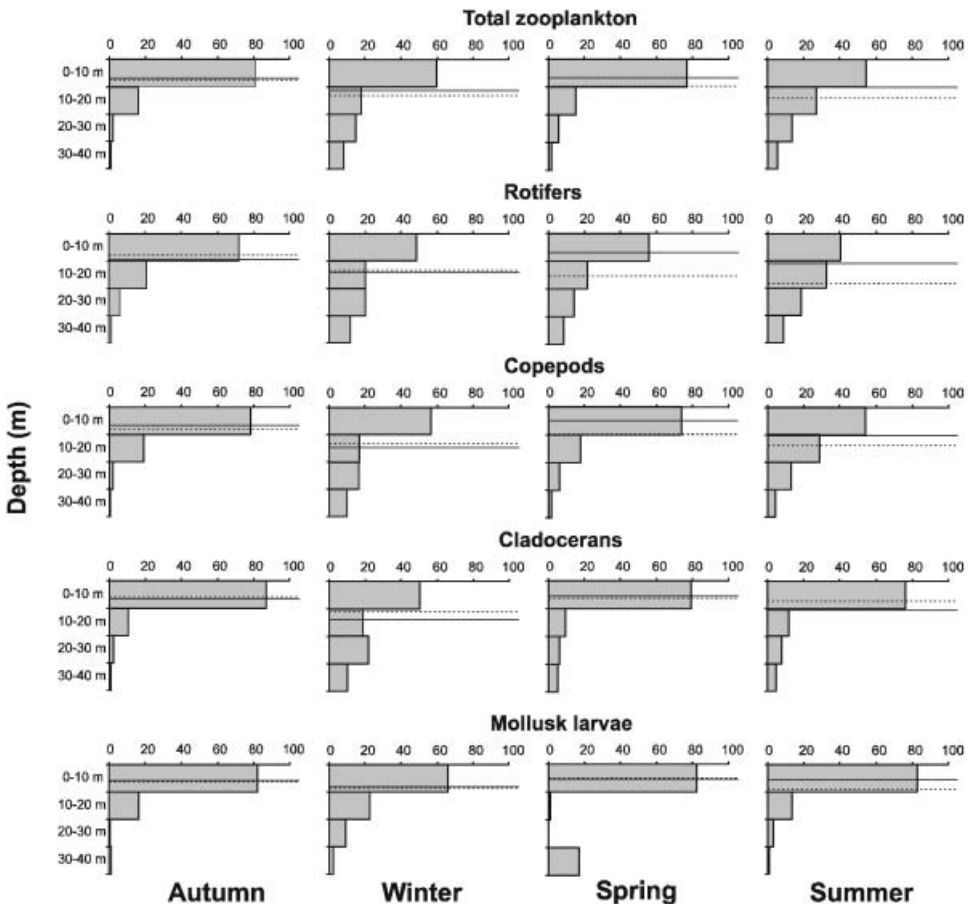 Total zooplankton
0 20 40 60 80 100 0 20 40 60 80 100 0 20 40 60 80 100 0 20 40 60 80 100
0-10 m
10-20 m
20-30 m
30-40 m
Rotifers
0 20 40 60 80 100 0 20 40 60 80 100 0 20 40 60 80 100 0 20 40 60 80 100
0-10 m
10-20 m
20-30 m
30-40 m
Copepods
0 20 40 60 80 100 0 20 40 60 80 100 0 20 40 60 80 100 0 20 40 60 80 100
0-10 m
10-20 m
20-30 m
30-40 m
Depth (m)
Cladocerans
0 20 40 60 80 100 0 20 40 60 80 100 0 20 40 60 80 100 0 20 40 60 80 100
0-10 m
10-20 m
20-30 m
30-40 m
Mollusk larvae
0 20 40 60 80 100 0 20 40 60 80 100 0 20 40 60 80 100 0 20 40 60 80 100
0-10 m
10-20 m
20-30 m
30-40 m
Autumn Winter Spring Summer